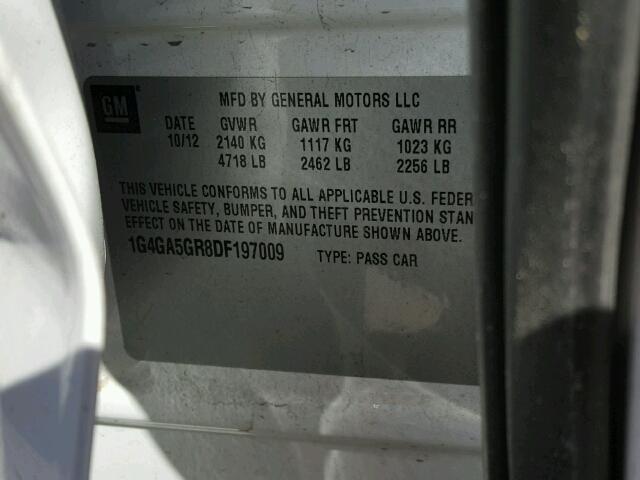 GM
MFD BY GENERAL MOTORS LLC
DATE GVWR GAWR FRT GAWR RR
10/12 2140 KG 1117 KG 1023 KG
4718 LB 2462 LB 2256 LB
THIS VEHICLE CONFORMS TO ALL APPLICABLE U.S. FEDER
VEHICLE SAFETY, BUMPER, AND THEFT PREVENTION STAN
EFFECT ON THE DATE OF MANUFACTURE SHOWN ABOVE.
1G4GA5GR8DF197009 TYPE: PASS CAR